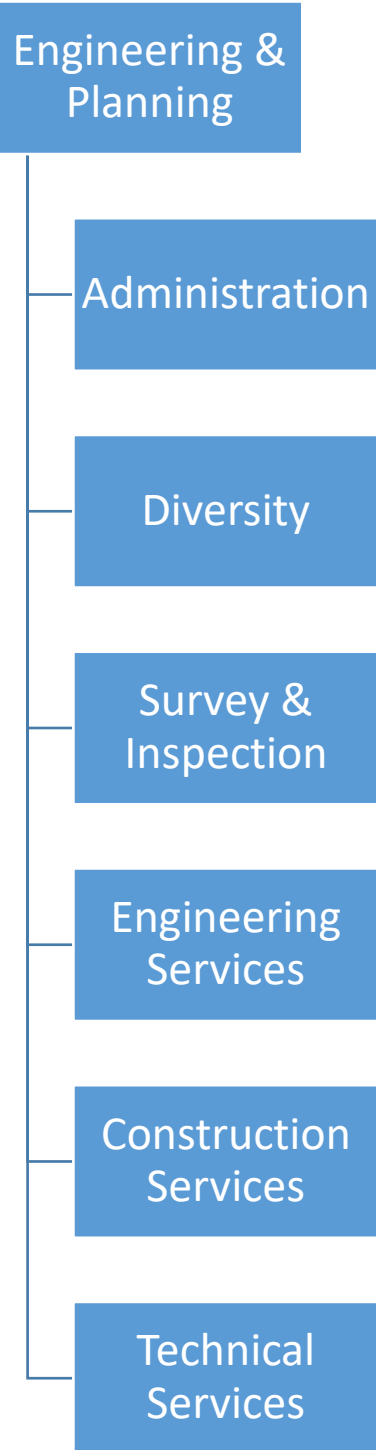 Engineering &
Planning
Administration
Diversity
Survey &
Inspection
Engineering
Services
Construction
Services
Technical
Services